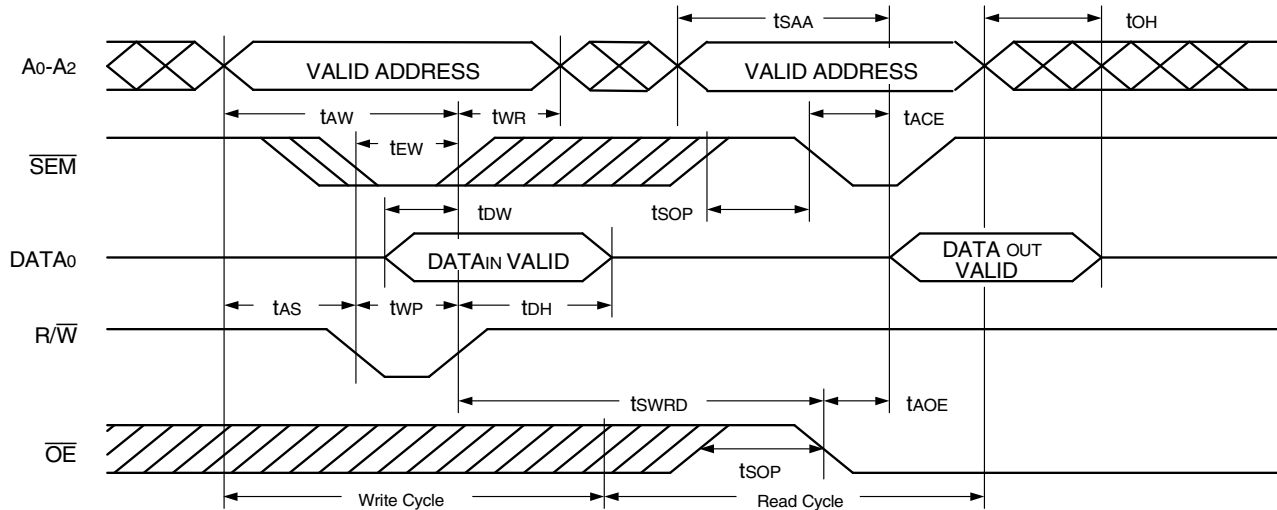 tSAA
tOH
A0-A2
VALID ADDRESS
VALID ADDRESS
tAW
tWR
tACE
tEW
SEM
tDW
tSOP
DATA0
DATAIN VALID
DATA OUT
VALID
tAS
tWP
tDH
R/W
tSWRD
tAOE
OE
tSOP
Write Cycle
Read Cycle